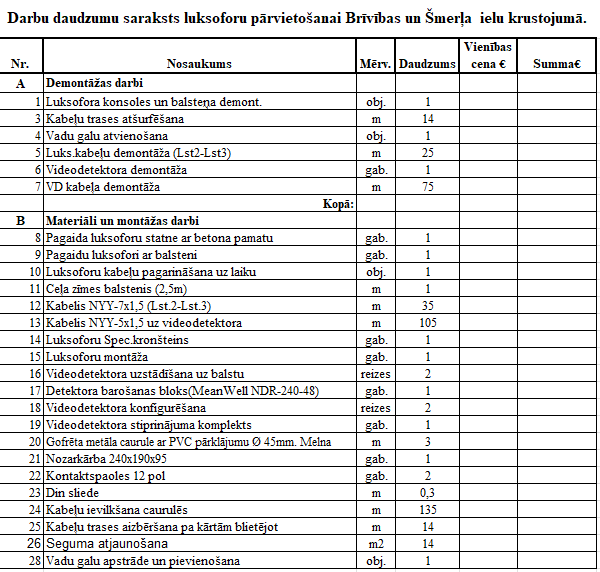 Darbu daudzumu saraksts luksoforu pārvietošanai Brīvības un Šmerļa ielu krustojumā.
Nr. Nosaukums Mērv. Daudzums Vienības cena € Summa€
A Demontāžas darbi
1 Luksofora konsoles un balsteņa demont. obj. 1
3 Kabeļu trases atšurfēšana m 14
4 Vadu galu atvienošana obj. 1
5 Luks.kabeļu demontāža (Lst2-Lst3) m 25
6 Videodetektora demontāža gab. 1
7 VD kabeļa demontāža m 75
Kopā:
B Materiāli un montāžas darbi
8 Pagaida luksoforu statne ar betona pamatu gab. 1
9 Pagaidu luksofori ar balsteni gab. 1
10 Luksoforu kabeļu pagarināšana uz laiku obj. 1
11 Ceļa zīmes balstenis (2,5m) m 1
12 Kabelis NYY-7x1,5 (Lst.2-Lst.3) m 35
13 Kabelis NYY-5x1,5 uz videodetektora m 105
14 Luksoforu Spec.kronšteins gab. 1
15 Luksoforu montāža gab. 1
16 Videodetektora uzstādīšana uz balstu reizes 2
17 Detektora barošanas bloks(MeanWell NDR-240-48) gab. 1
18 Videodetektora konfigurēšana reizes 2
19 Videodetektora stiprinājuma komplekts gab. 1
20 Gofrēta metāla caurule ar PVC pārklājumu Ø 45mm. Melna m 3
21 Nozarkārba 240x190x95 gab. 1
22 Kontaktspaoles 12 pol gab. 2
23 Din sliede m 0,3
24 Kabeļu ievilkšana caurulēs m 135
25 Kabeļu trases aizbēršana pa kārtām blietējot m 14
26 Seguma atjaunošana m2 14
28 Vadu galu apstrāde un pievienošana obj. 1